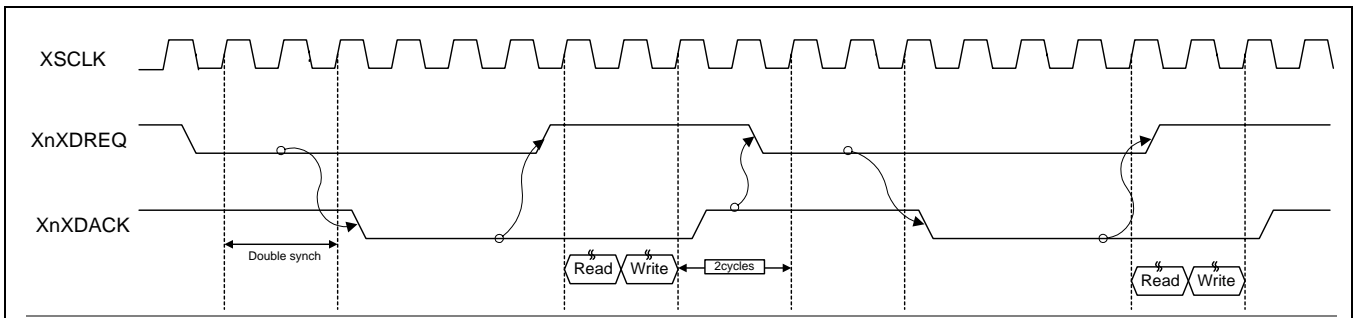 XSCLK
XnXDREQ
XnXDACK
Double synch
Read Write 2cycles Read Write